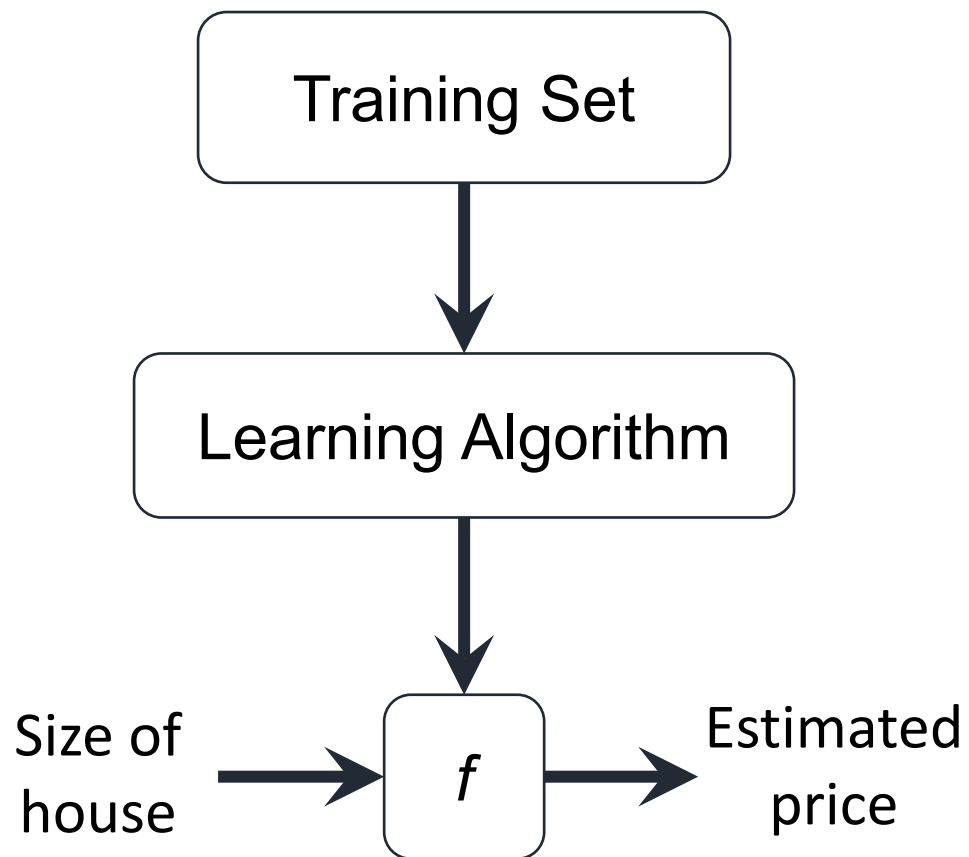 Training Set
Learning Algorithm
Size of
house
f
Estimated
price